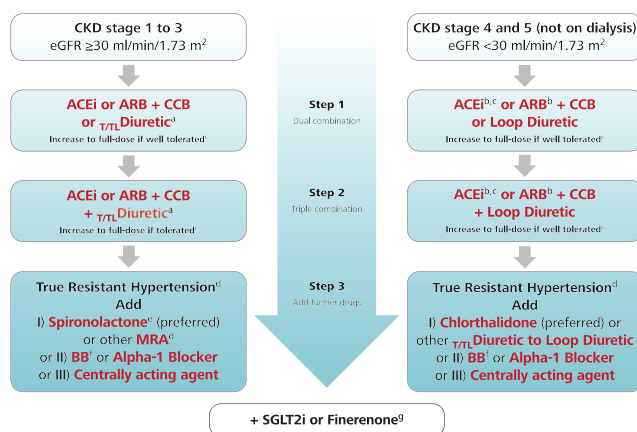 CKD stage 1 to 3
eGFR ≥30 ml/min/1.73 m²
ACEi or ARB + CCB
or T/TLDiureticᵃ
Increase to full-dose if well toleratedᶜ
ACEi or ARB + CCB
+ T/TLDiureticᵃ
Increase to full-dose if toleratedᶜ
True Resistant Hypertensionᵈ
Add
I) Spironolactoneᵉ (preferred)
or other MRAᵉ
or II) BBᶠ or Alpha-1 Blocker
or III) Centrally acting agent
Step 1
Dual combination
Step 2
Triple combination
Step 3
Add further drugs
CKD stage 4 and 5 (not on dialysis)
eGFR <30 ml/min/1.73 m²
ACEiᵇ,ᶜ or ARBᵇ + CCB
or Loop Diuretic
Increase to full-dose if well toleratedᶜ
ACEiᵇ,ᶜ or ARBᵇ + CCB
+ Loop Diuretic
Increase to full-dose if well toleratedᶜ
True Resistant Hypertensionᵈ
Add
I) Chlorthalidone (preferred) or
other T/TLDiuretic to Loop Diuretic
or II) BBᶠ or Alpha-1 Blocker
or III) Centrally acting agent
+ SGLT2i or Finerenoneᵍ